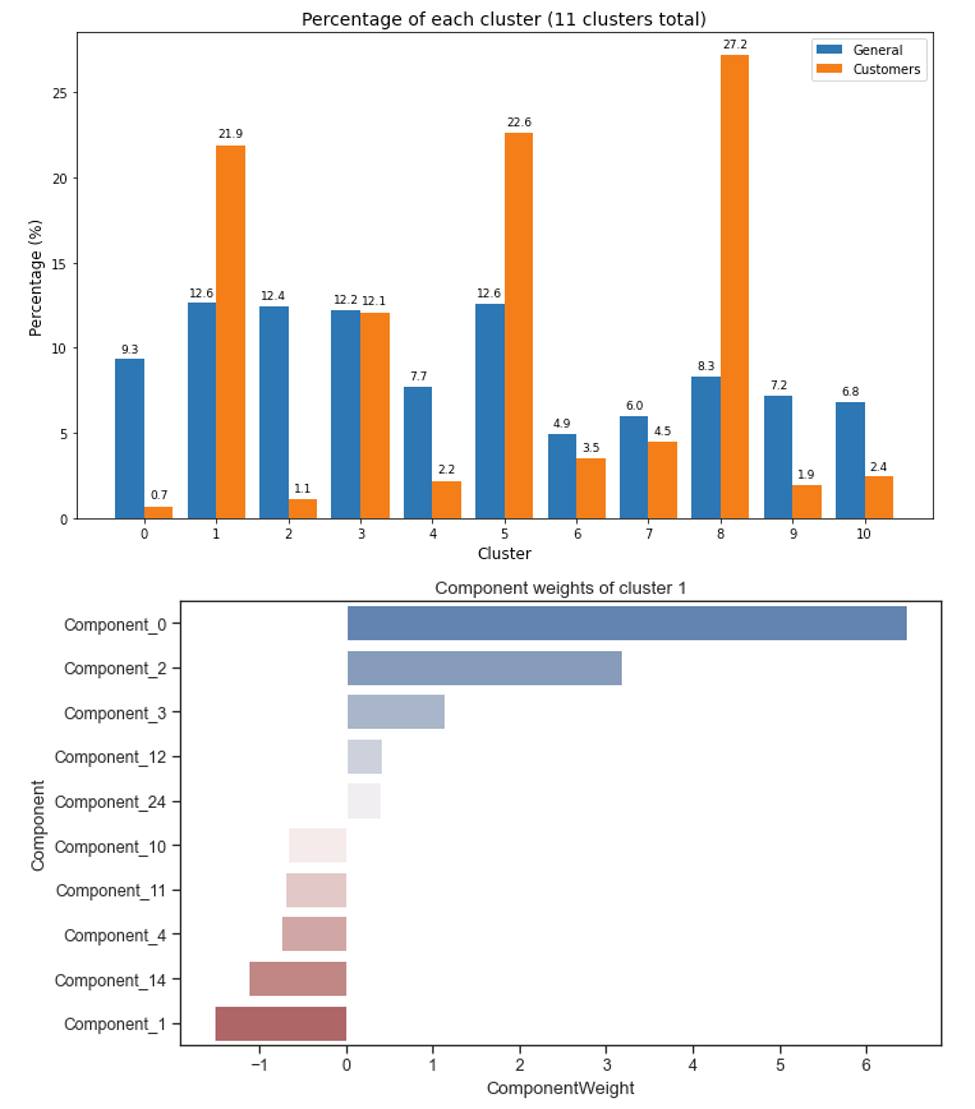 Percentage of each cluster (11 clusters total)
General
Customers
Percentage (%)
25
20
15
10
5
0
9.3
0.7
12.6
21.9
12.4
1.1
12.2
12.1
7.7
2.2
12.6
22.6
4.9
3.5
6.0
4.5
8.3
27.2
7.2
1.9
6.8
2.4
0 1 2 3 4 5 6 7 8 9 10
Cluster
Component weights of cluster 1
Component
Component_0
Component_2
Component_3
Component_12
Component_24
Component_10
Component_11
Component_4
Component_14
Component_1
−1 0 1 2 3 4 5 6
ComponentWeight